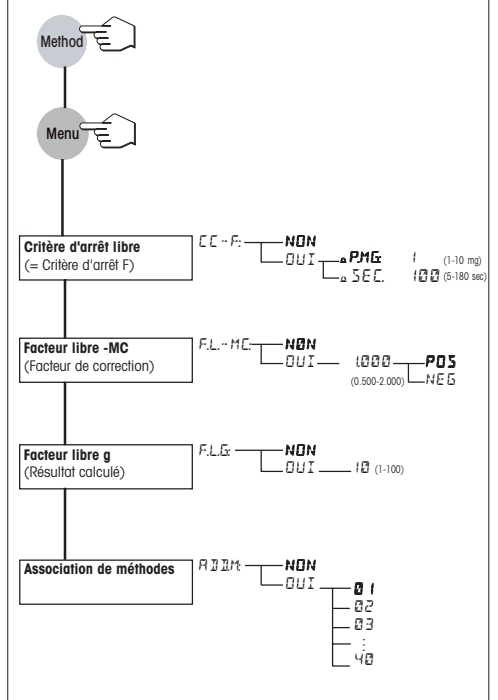 Method
Menu
Critère d'arrêt libre
(= Critère d'arrêt F)
CC--F: NON
OUI P.MG: 1 (1-10 mg)
SEC. 100 (5-180 sec)
Facteur libre -MC
(Facteur de correction)
F.L.--MC: NON
OUI 1.000 POS
(0.500-2.000) NEG
Facteur libre g
(Résultat calculé)
F.L.G: NON
OUI 10 (1-100)
Association de méthodes
ADD.M: NON
OUI 01
02
03
:
40